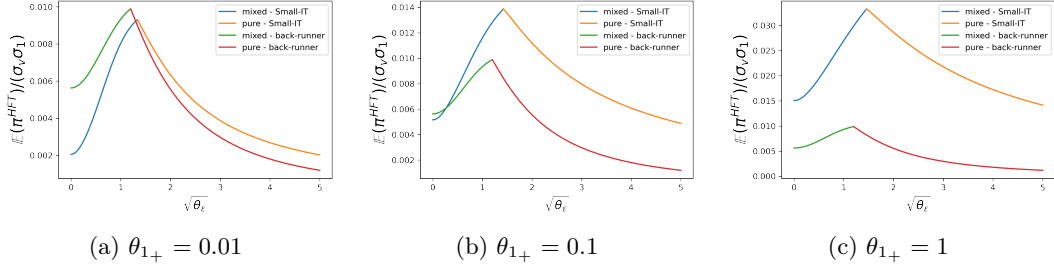 𝔼(π^{HFT})/(σ_vσ_1)
0.010
0.008
0.006
0.004
0.002
mixed - Small-IT
pure - Small-IT
mixed - back-runner
pure - back-runner
0 1 2 3 4 5
√θ_ℓ
(a) θ_{1_+} = 0.01
𝔼(π^{HFT})/(σ_vσ_1)
0.014
0.012
0.010
0.008
0.006
0.004
0.002
mixed - Small-IT
pure - Small-IT
mixed - back-runner
pure - back-runner
0 1 2 3 4 5
√θ_ℓ
(b) θ_{1_+} = 0.1
𝔼(π^{HFT})/(σ_vσ_1)
0.030
0.025
0.020
0.015
0.010
0.005
0.000
mixed - Small-IT
pure - Small-IT
mixed - back-runner
pure - back-runner
0 1 2 3 4 5
√θ_ℓ
(c) θ_{1_+} = 1